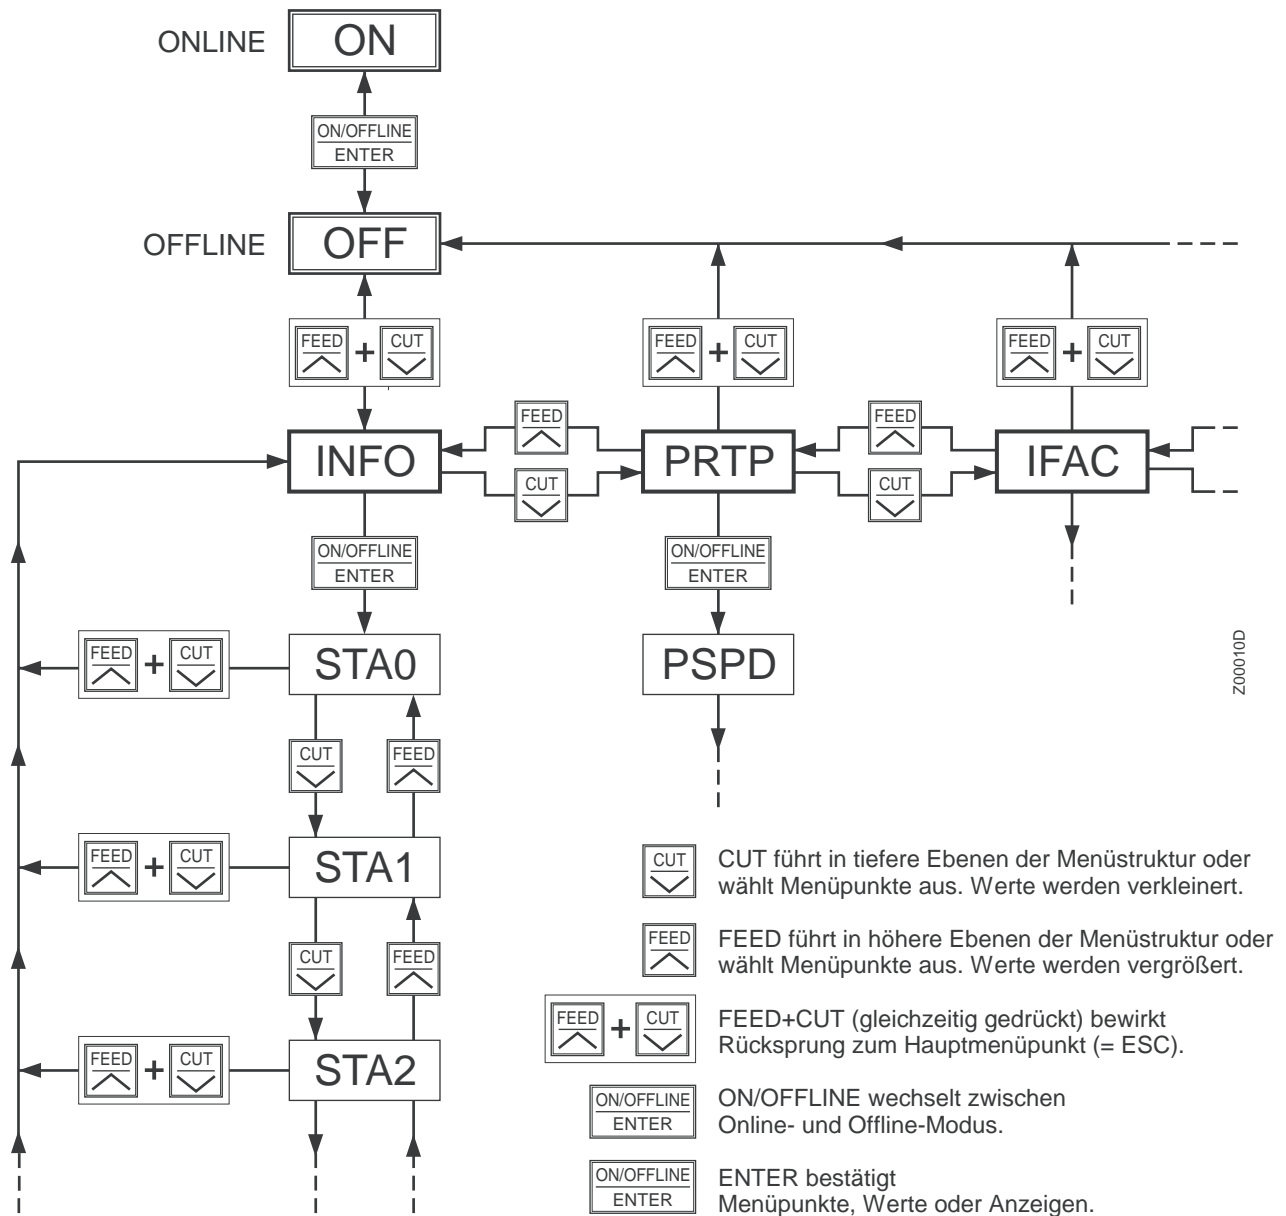 ONLINE ON
ON/OFFLINE
ENTER
OFFLINE OFF
FEED + CUT FEED + CUT FEED + CUT
FEED FEED
INFO PRTP IFAC
CUT CUT
ON/OFFLINE ON/OFFLINE
ENTER ENTER
FEED + CUT STA0 PSPD
Z00010D
CUT FEED
FEED + CUT STA1
CUT CUT führt in tiefere Ebenen der Menüstruktur oder
wählt Menüpunkte aus. Werte werden verkleinert.
CUT FEED
FEED FEED führt in höhere Ebenen der Menüstruktur oder
wählt Menüpunkte aus. Werte werden vergrößert.
FEED + CUT STA2
FEED + CUT FEED+CUT (gleichzeitig gedrückt) bewirkt
Rücksprung zum Hauptmenüpunkt (= ESC).
ON/OFFLINE ON/OFFLINE wechselt zwischen
ENTER Online- und Offline-Modus.
ON/OFFLINE ENTER bestätigt
ENTER Menüpunkte, Werte oder Anzeigen.